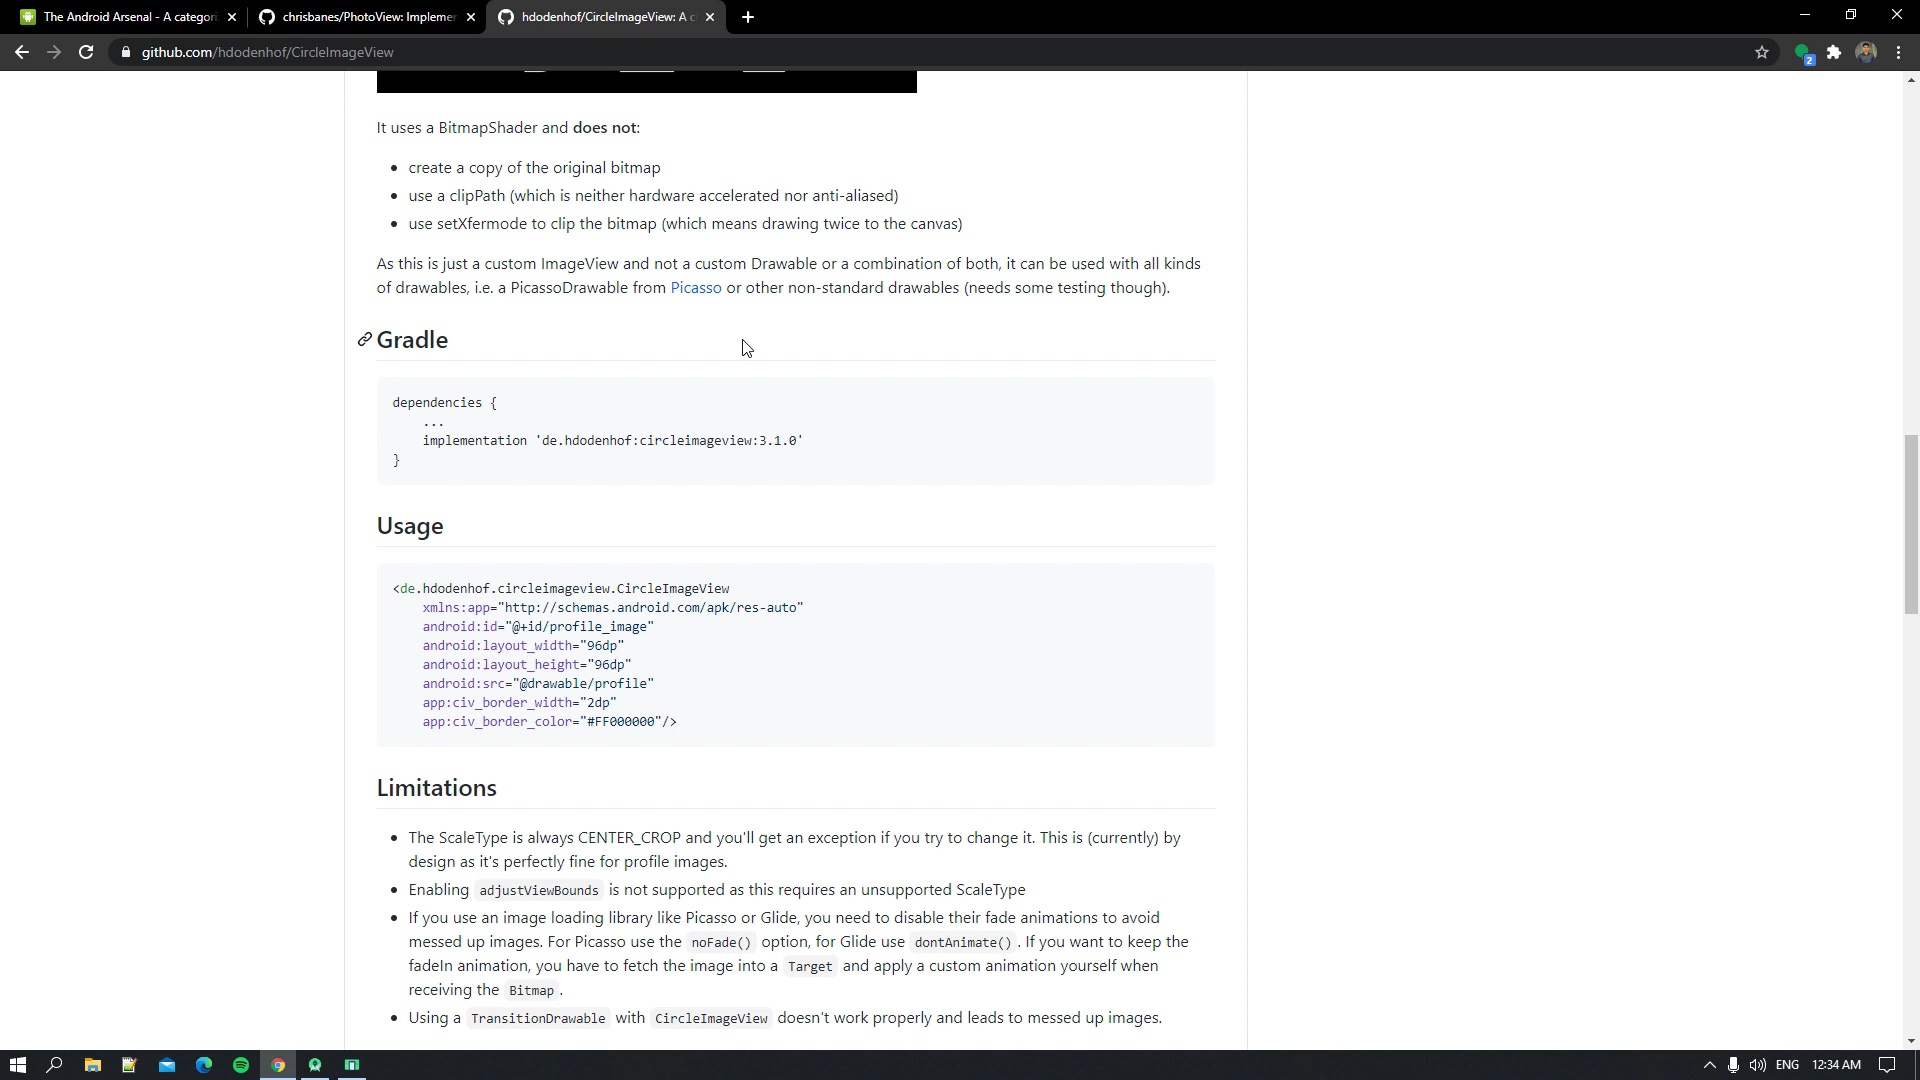 The Android Arsenal - A categori
chrisbanes/PhotoView: Implemen
hdodenhof/CircleImageView: A c
github.com/hdodenhof/CircleImageView
2
It uses a BitmapShader and does not:
• create a copy of the original bitmap
• use a clipPath (which is neither hardware accelerated nor anti-aliased)
• use setXfermode to clip the bitmap (which means drawing twice to the canvas)
As this is just a custom ImageView and not a custom Drawable or a combination of both, it can be used with all kinds
of drawables, i.e. a PicassoDrawable from Picasso or other non-standard drawables (needs some testing though).
Gradle
dependencies {
...
implementation 'de.hdodenhof:circleimageview:3.1.0'
}
Usage
<de.hdodenhof.circleimageview.CircleImageView
xmlns:app="http://schemas.android.com/apk/res-auto"
android:id="@+id/profile_image"
android:layout_width="96dp"
android:layout_height="96dp"
android:src="@drawable/profile"
app:civ_border_width="2dp"
app:civ_border_color="#FF000000"/>
Limitations
• The ScaleType is always CENTER_CROP and you'll get an exception if you try to change it. This is (currently) by
design as it's perfectly fine for profile images.
• Enabling adjustViewBounds is not supported as this requires an unsupported ScaleType
• If you use an image loading library like Picasso or Glide, you need to disable their fade animations to avoid
messed up images. For Picasso use the noFade() option, for Glide use dontAnimate() . If you want to keep the
fadeIn animation, you have to fetch the image into a Target and apply a custom animation yourself when
receiving the Bitmap .
• Using a TransitionDrawable with CircleImageView doesn't work properly and leads to messed up images.
ENG
12:34 AM